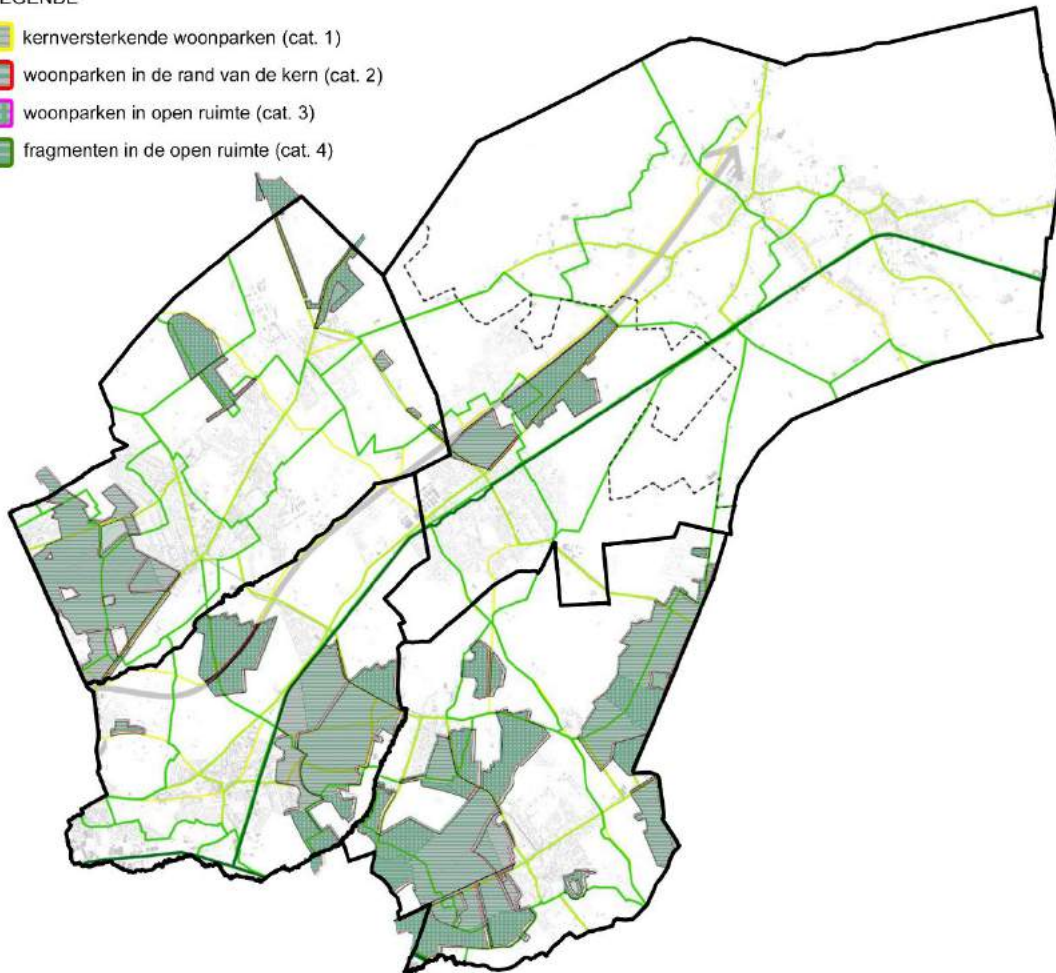 LEGENDE
kernversterkende woonparken (cat. 1)
woonparken in de rand van de kern (cat. 2)
woonparken in open ruimte (cat. 3)
fragmenten in de open ruimte (cat. 4)